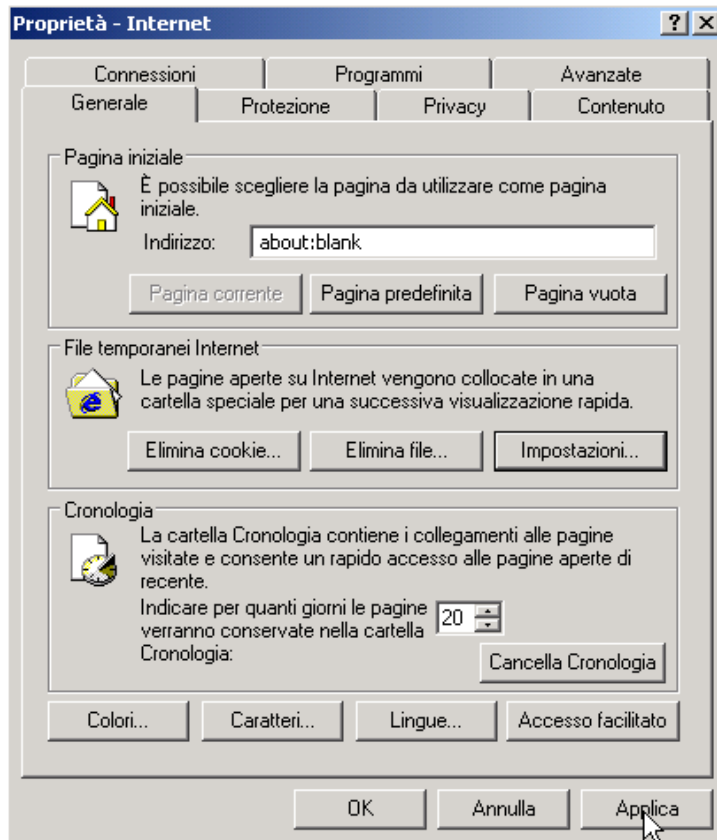 Proprietà - Internet
Connessioni Programmi Avanzate
Generale Protezione Privacy Contenuto
Pagina iniziale
È possibile scegliere la pagina da utilizzare come pagina
iniziale.
Indirizzo: about:blank
Pagina corrente Pagina predefinita Pagina vuota
File temporanei Internet
Le pagine aperte su Internet vengono collocate in una
cartella speciale per una successiva visualizzazione rapida.
Elimina cookie... Elimina file... Impostazioni...
Cronologia
La cartella Cronologia contiene i collegamenti alle pagine
visitate e consente un rapido accesso alle pagine aperte di
recente.
Indicare per quanti giorni le pagine
verranno conservate nella cartella
Cronologia:
20
Cancella Cronologia
Colori... Caratteri... Lingue... Accesso facilitato
OK Annulla Applica